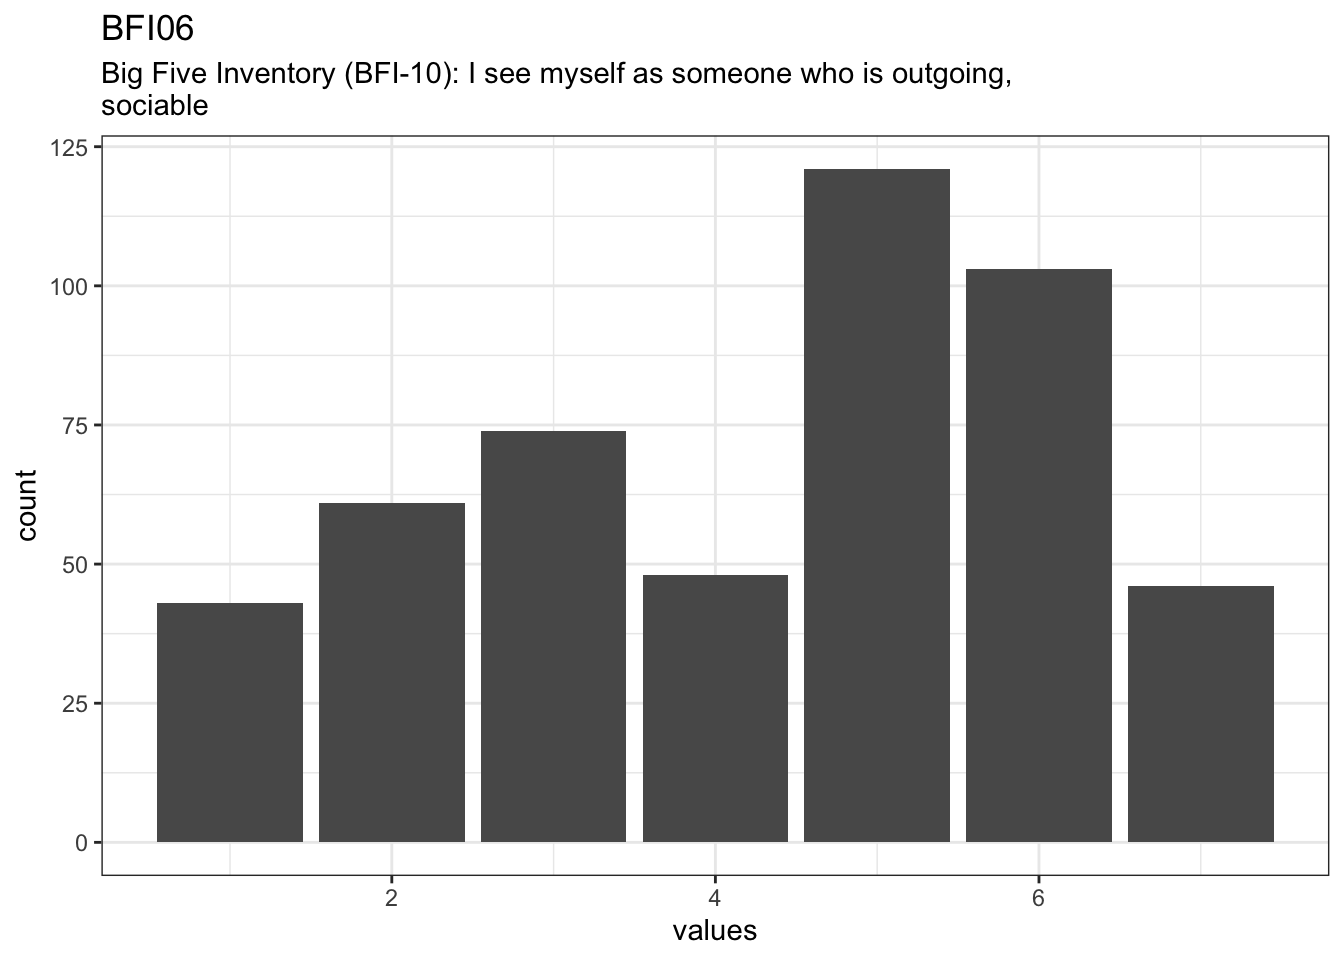 BFI06
Big Five Inventory (BFI-10): I see myself as someone who is outgoing,
sociable
125
100
75
50
25
0
count
2 4 6
values